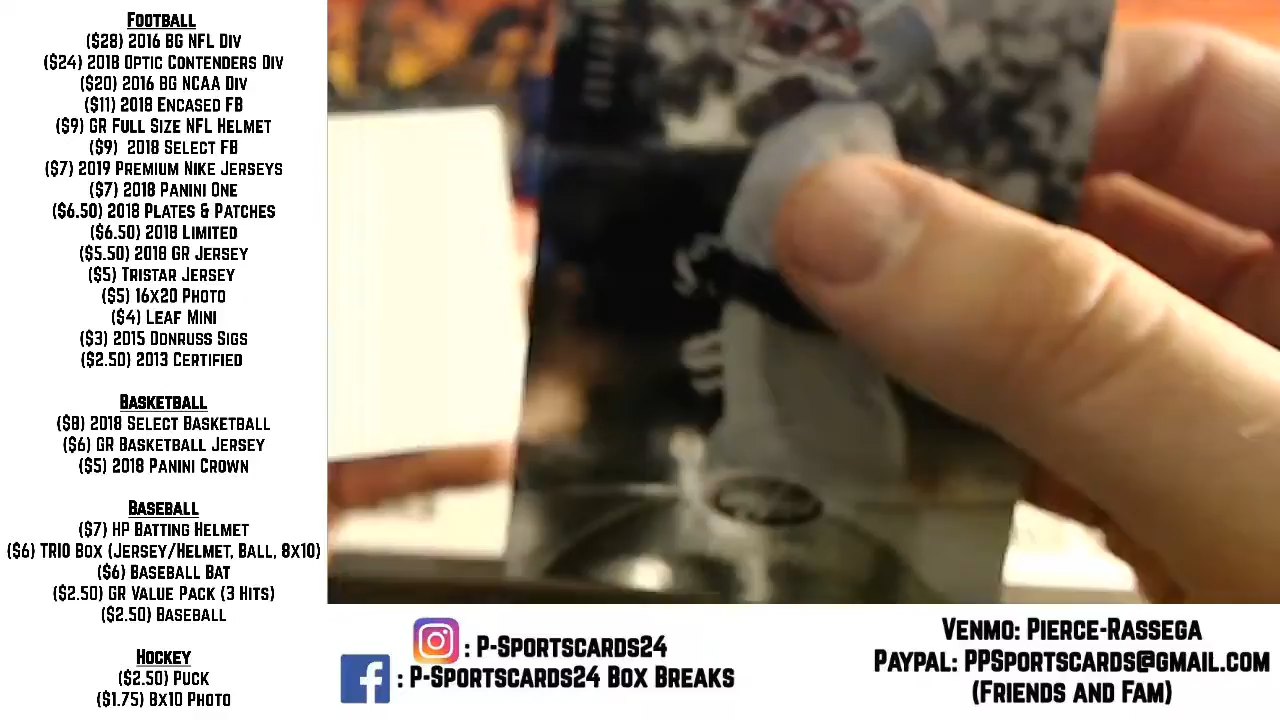 Football
($28) 2016 BG NFL Div
($24) 2018 Optic Contenders Div
($20) 2016 BG NCAA Div
($11) 2018 Encased FB
($9) GR Full Size NFL Helmet
($9) 2018 Select FB
($7) 2019 Premium Nike Jerseys
($7) 2018 Panini One
($6.50) 2018 Plates & Patches
($6.50) 2018 Limited
($5.50) 2018 GR Jersey
($5) Tristar Jersey
($5) 16x20 Photo
($4) Leaf Mini
($3) 2015 Donruss Sigs
($2.50) 2013 Certified
Basketball
($8) 2018 Select Basketball
($6) GR Basketball Jersey
($5) 2018 Panini Crown
Baseball
($7) HP Batting Helmet
($6) TRIO Box (Jersey/Helmet, Ball, 8x10)
($6) Baseball Bat
($2.50) GR Value Pack (3 Hits)
($2.50) Baseball
Hockey
($2.50) Puck
($1.75) 8x10 Photo
: P-Sportscards24
: P-Sportscards24 Box Breaks
Venmo: Pierce-Rassega
PayPal: PPSportscards@gmail.com
(Friends and Fam)